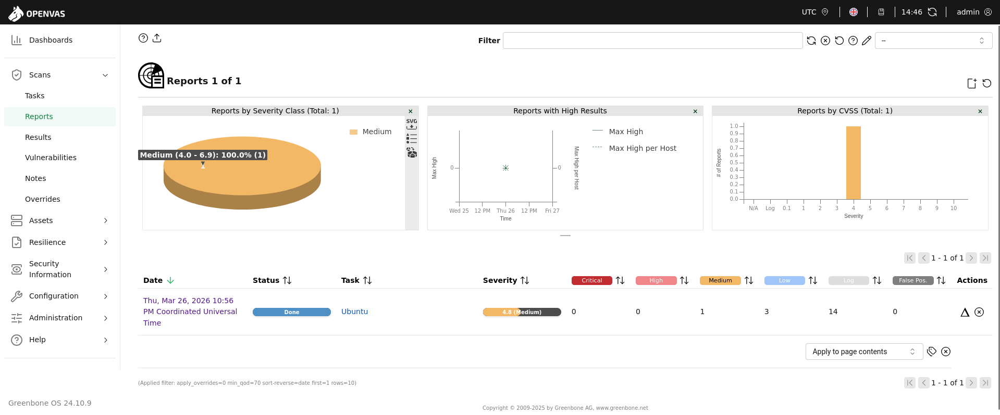 OPENVAS
UTC
14:46
admin
Dashboards
Scans
Tasks
Reports
Results
Vulnerabilities
Notes
Overrides
Assets
Resilience
Security
Information
Configuration
Administration
Help
Greenbone OS 24.10.9
Filter
--
Reports 1 of 1
Reports by Severity Class (Total: 1)
SVG
Medium
Medium (4.0 - 6.9): 100.0% (1)
1
Reports with High Results
Max High
Max High per Host
Max High
0
0
Max High per Host
Wed 25 12 PM Thu 26 12 PM Fri 27
Time
Reports by CVSS (Total: 1)
# of Reports
1.0
0.9
0.8
0.7
0.6
0.5
0.4
0.3
0.2
0.1
0.0
N/A Log 0.1 1 2 3 4 5 6 7 8 9 10
Severity
1 - 1 of 1
Date Status Task Severity Critical High Medium Low Log False Pos. Actions
Thu, Mar 26, 2026 10:56
PM Coordinated Universal
Time
Done Ubuntu 4.8 (Medium) 0 0 1 3 14 0
Apply to page contents
(Applied filter: apply_overrides=0 min_qod=70 sort-reverse=date first=1 rows=10)
1 - 1 of 1
Copyright © 2009-2025 by Greenbone AG, www.greenbone.net